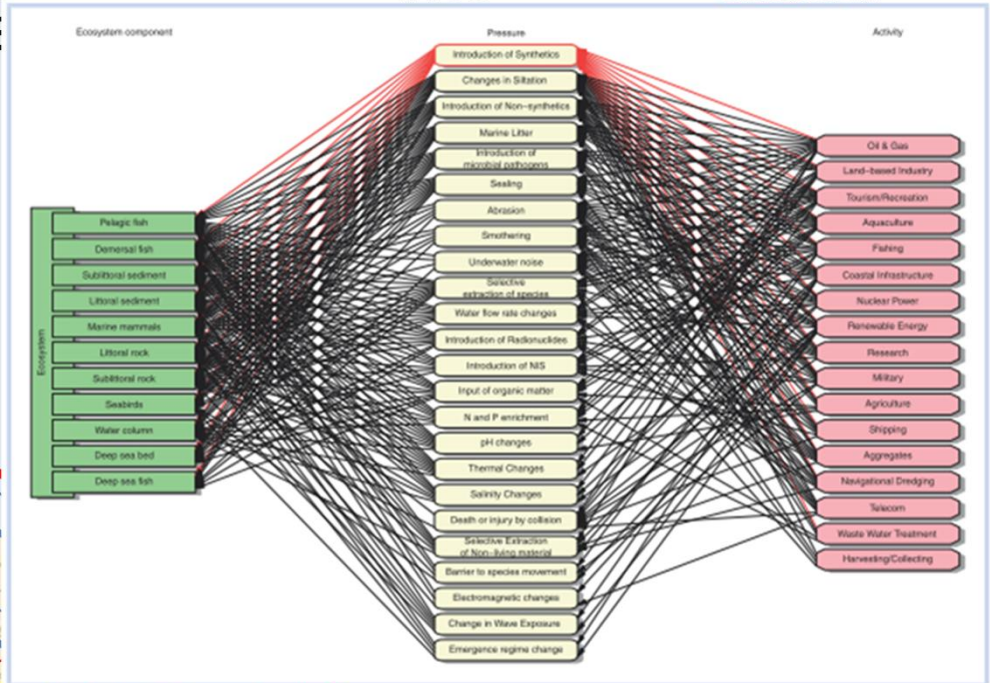 Ecosystem component
Pressure
Activity
Ecosystem
Pelagic fish
Demersal fish
Sublittoral sediment
Littoral sediment
Marine mammals
Littoral rock
Sublittoral rock
Seabirds
Water column
Deep sea bed
Deep sea fish
Introduction of Synthetics
Changes in Siltation
Introduction of Non-synthetics
Marine Litter
Introduction of
microbial pathogens
Sealing
Abrasion
Smothering
Underwater noise
Selective
extraction of species
Water flow rate changes
Introduction of Radionuclides
Introduction of NIS
Input of organic matter
N and P enrichment
pH changes
Thermal Changes
Salinity Changes
Death or injury by collision
Selective Extraction
of Non-living material
Barrier to species movement
Electromagnetic changes
Change in Wave Exposure
Emergence regime change
Oil & Gas
Land-based Industry
Tourism/Recreation
Aquaculture
Fishing
Coastal Infrastructure
Nuclear Power
Renewable Energy
Research
Military
Agriculture
Shipping
Aggregates
Navigational Dredging
Telecom
Waste Water Treatment
Harvesting/Collecting